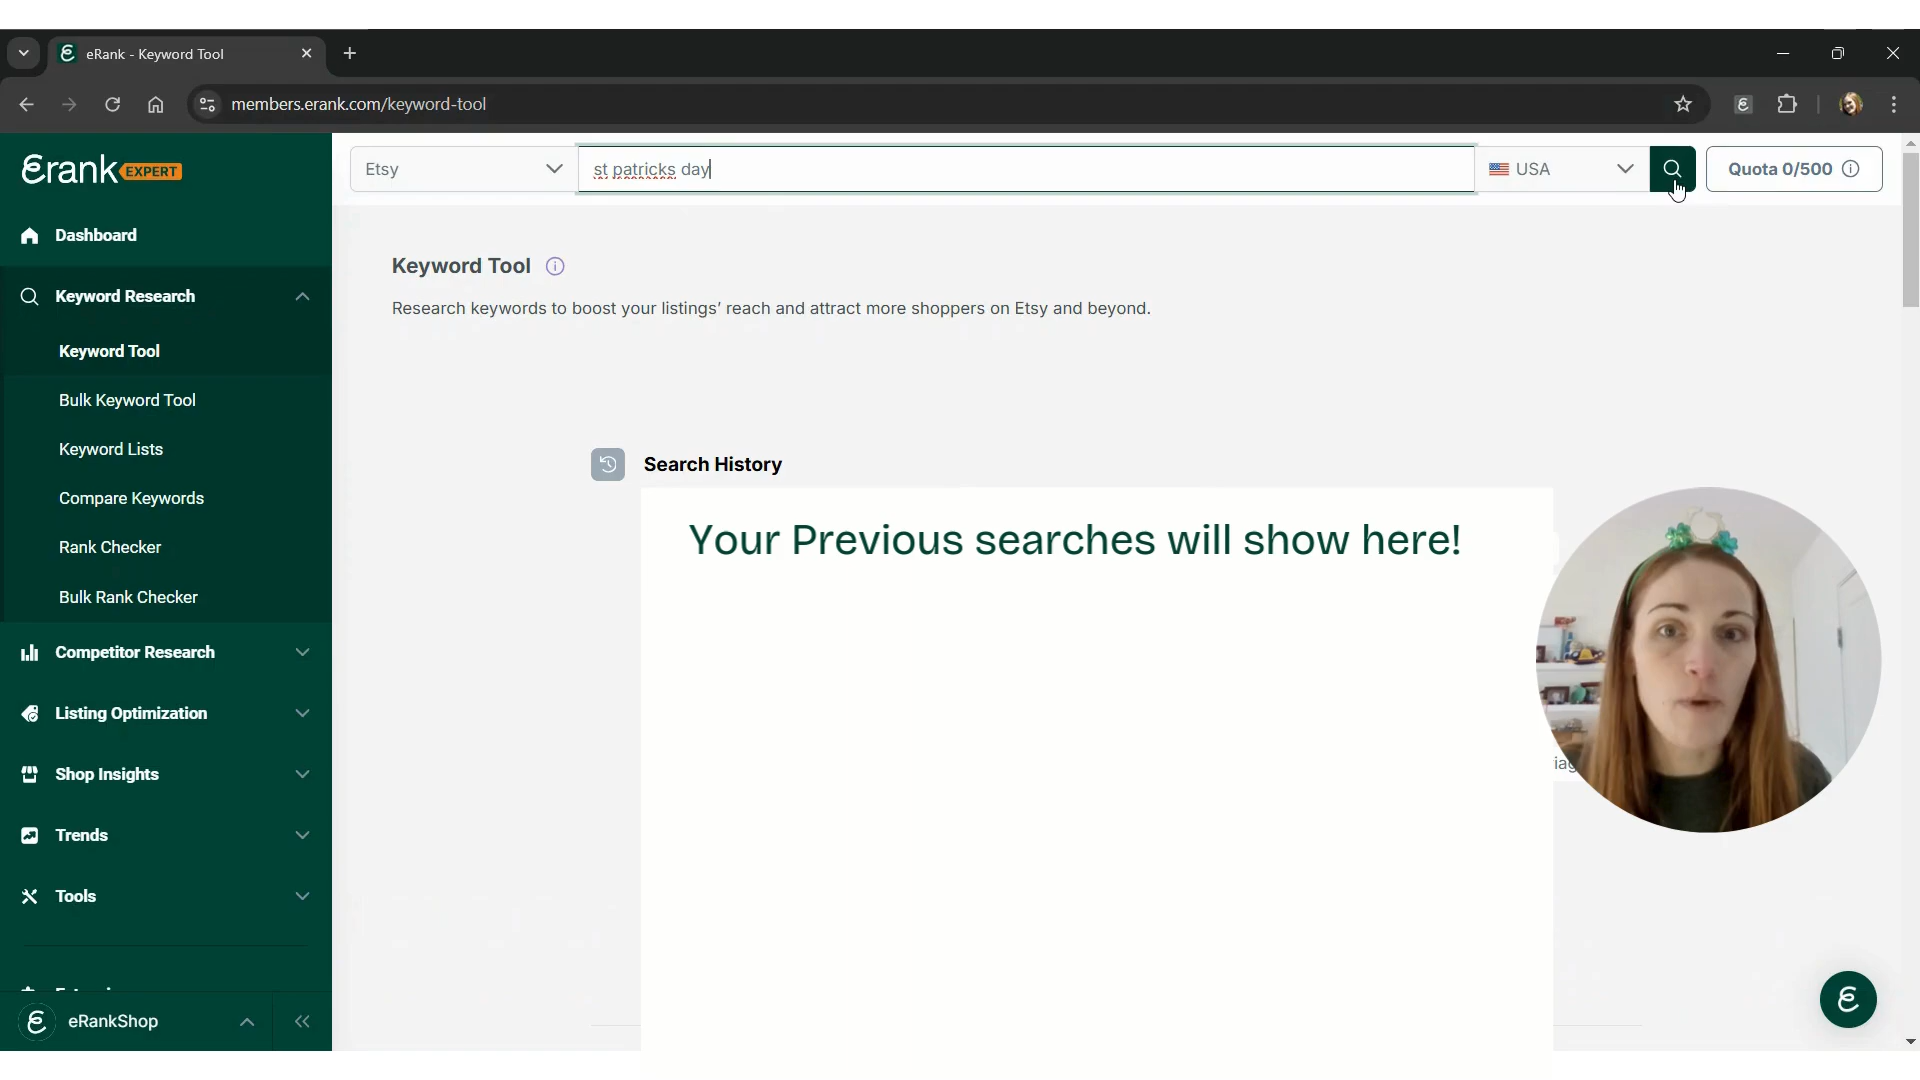 eRank - Keyword Tool
members.erank.com/keyword-tool
Erank EXPERT
Etsy
st patricks day
USA
Quota 0/500
Dashboard
Keyword Research
Keyword Tool
Bulk Keyword Tool
Keyword Lists
Compare Keywords
Rank Checker
Bulk Rank Checker
Competitor Research
Listing Optimization
Shop Insights
Trends
Tools
eRankShop
Keyword Tool
Research keywords to boost your listings’ reach and attract more shoppers on Etsy and beyond.
Search History
Your Previous searches will show here!